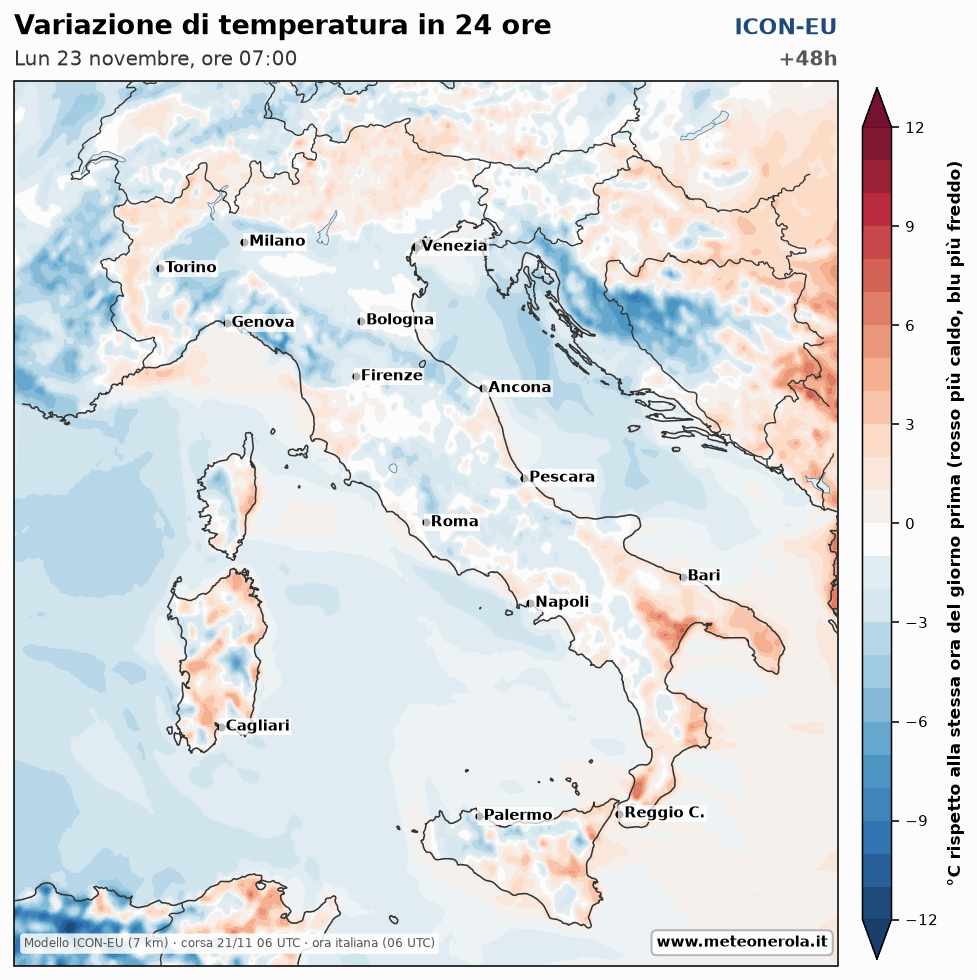 Variazione di temperatura in 24 ore
ICON-EU
Lun 23 novembre, ore 07:00
+48h
Milano
Venezia
Torino
Genova
Bologna
Firenze
Ancona
Pescara
Roma
Bari
Napoli
Cagliari
Palermo
Reggio C.
Modello ICON-EU (7 km) · corsa 21/11 06 UTC · ora italiana (06 UTC)
www.meteonerola.it
12
9
6
3
0
−3
−6
−9
−12
°C rispetto alla stessa ora del giorno prima (rosso più caldo, blu più freddo)